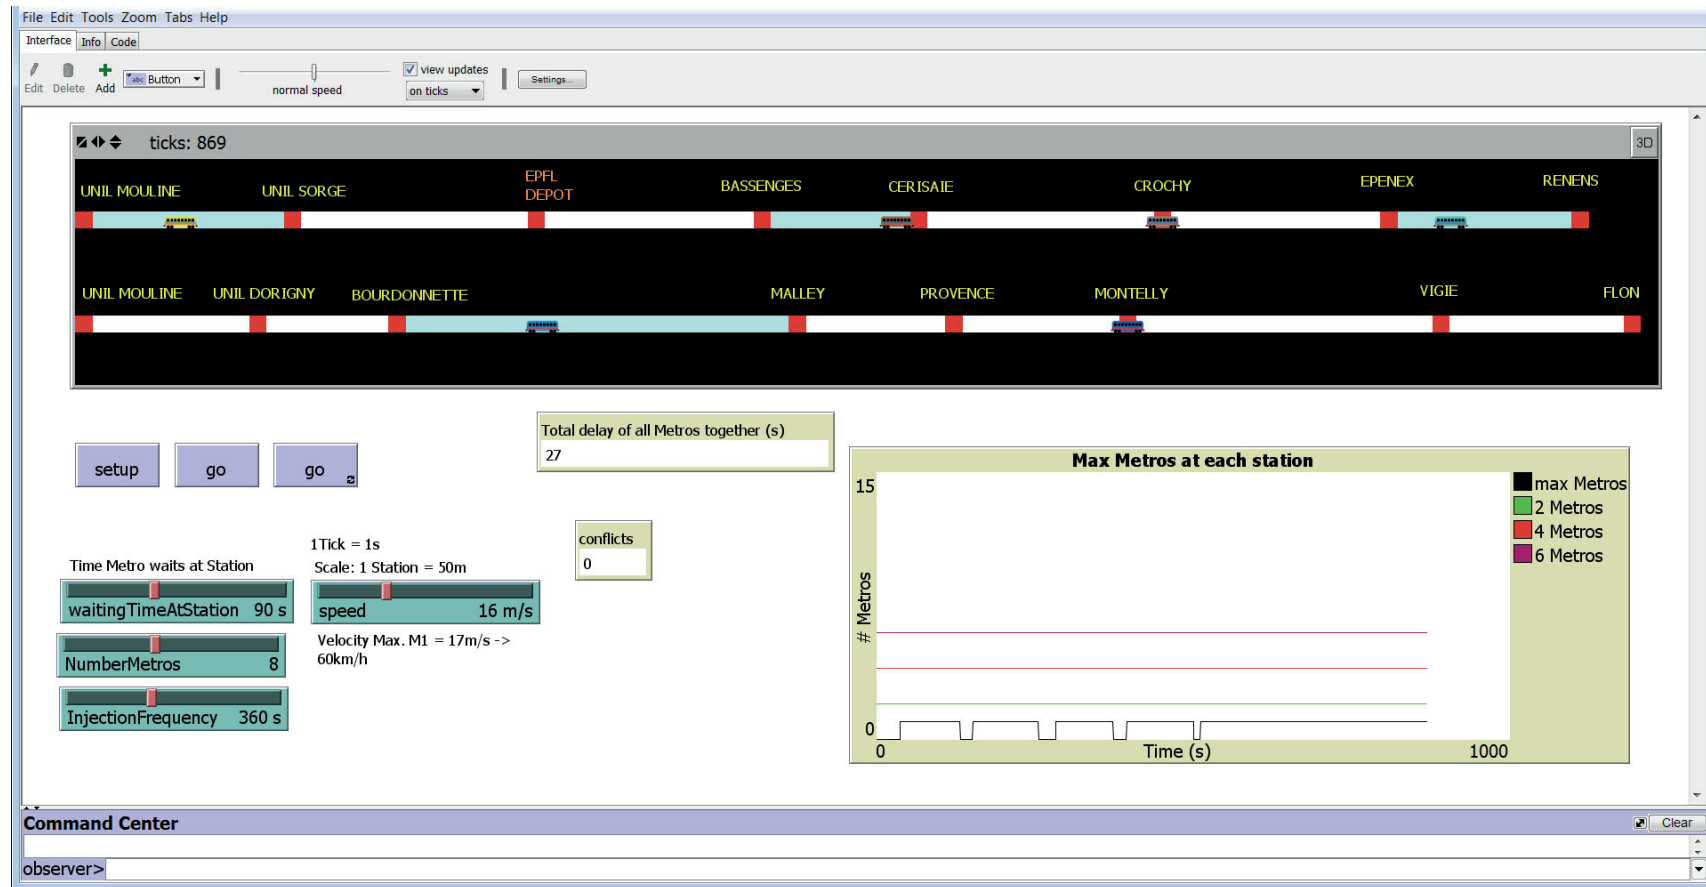 File Edit Tools Zoom Tabs Help
Interface Info Code
Edit Delete Add abc Button normal speed view updates on ticks Settings...
ticks: 869 3D
UNIL MOULINE UNIL SORGE EPFL DEPOT BASSENGES CERISAIE CROCHY EPENEX RENENS
UNIL MOULINE UNIL DORIGNY BOURDONNETTE MALLEY PROVENCE MONTELLY VIGIE FLON
setup go go
Total delay of all Metros together (s)
27
conflicts
0
1Tick = 1s
Scale: 1 Station = 50m
Time Metro waits at Station
waitingTimeAtStation 90 s
speed 16 m/s
Velocity Max. M1 = 17m/s ->
60km/h
NumberMetros 8
InjectionFrequency 360 s
Max Metros at each station
15
# Metros
0
0 Time (s) 1000
max Metros
2 Metros
4 Metros
6 Metros
Command Center Clear
observer>